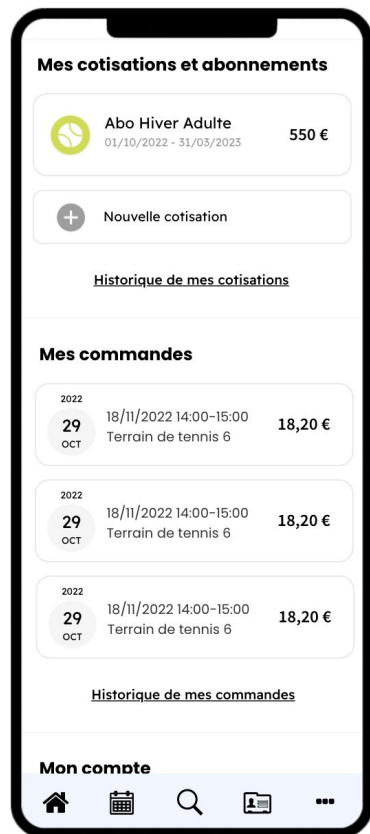 Mes cotisations et abonnements
Abo Hiver Adulte
01/10/2022 - 31/03/2023
550 €
Nouvelle cotisation
Historique de mes cotisations
Mes commandes
2022
29
OCT
18/11/2022 14:00-15:00
Terrain de tennis 6
18,20 €
2022
29
OCT
18/11/2022 14:00-15:00
Terrain de tennis 6
18,20 €
2022
29
OCT
18/11/2022 14:00-15:00
Terrain de tennis 6
18,20 €
Historique de mes commandes
Mon compte